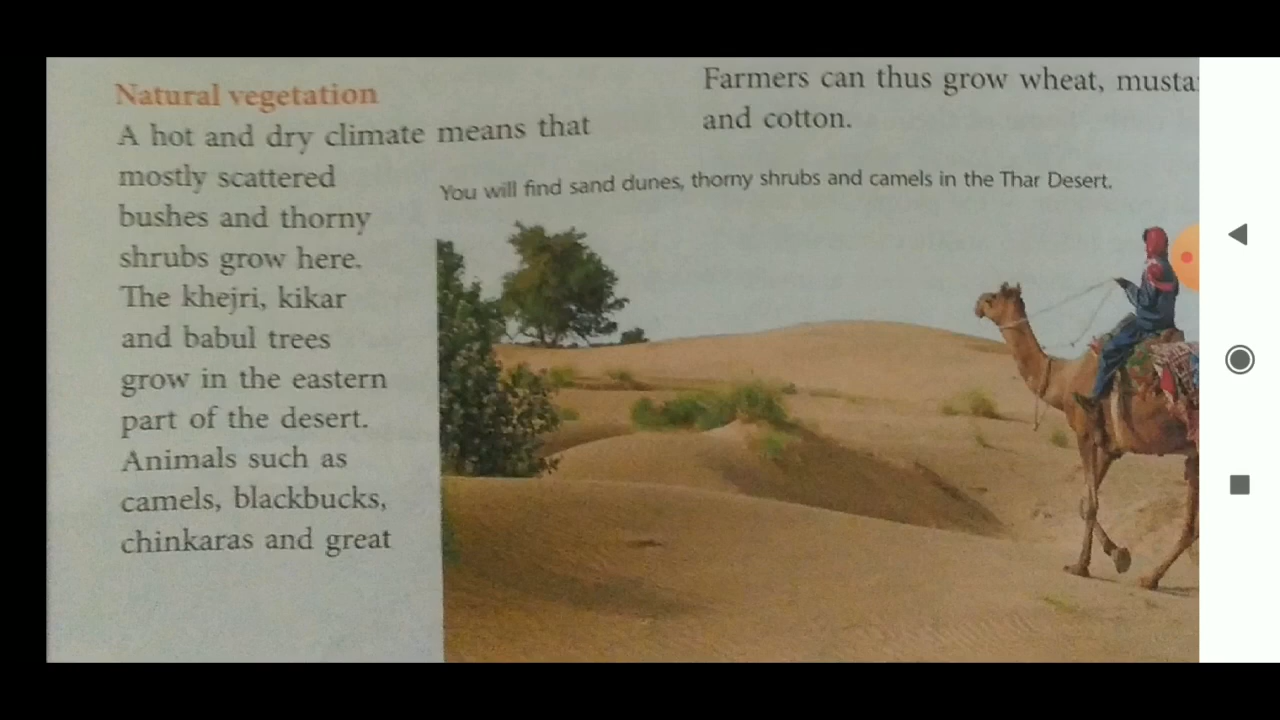 Natural vegetation
A hot and dry climate means that
mostly scattered
bushes and thorny
shrubs grow here.
The khejri, kikar
and babul trees
grow in the eastern
part of the desert.
Animals such as
camels, blackbucks,
chinkaras and great
Farmers can thus grow wheat,
and cotton.
You will find sand dunes, thorny shrubs and camels in the Thar Desert.